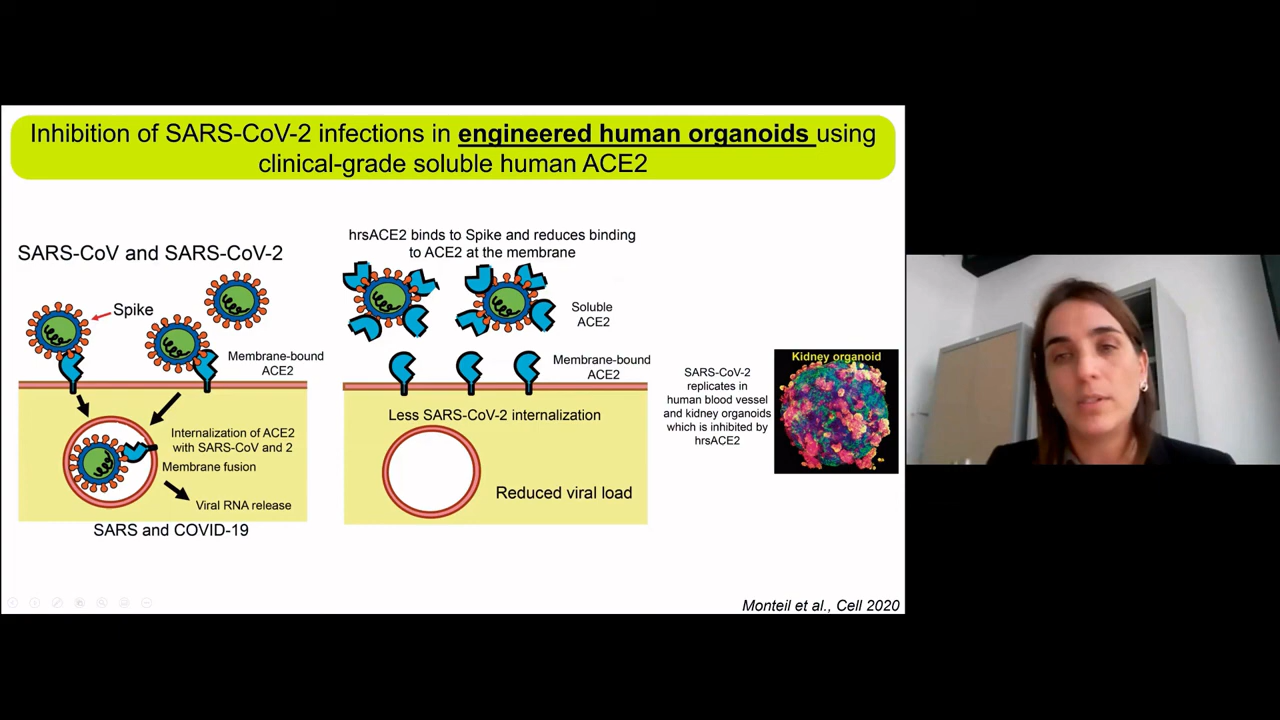 Inhibition of SARS-CoV-2 infections in engineered human organoids using
clinical-grade soluble human ACE2
SARS-CoV and SARS-CoV-2
Spike
Membrane-bound
ACE2
Internalization of ACE2
with SARS-CoV and 2
Membrane fusion
Viral RNA release
SARS and COVID-19
hrsACE2 binds to Spike and reduces binding
to ACE2 at the membrane
Soluble
ACE2
Membrane-bound
ACE2
Less SARS-CoV-2 internalization
Reduced viral load
SARS-CoV-2
replicates in
human blood vessel
and kidney organoids
which is inhibited by
hrsACE2
Kidney organoid
Monteil et al., Cell 2020